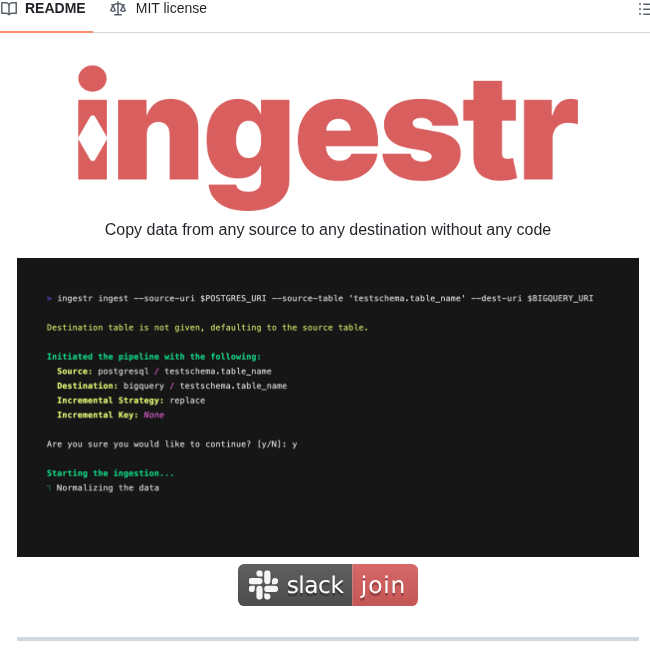 README MIT license
ingestr
Copy data from any source to any destination without any code
> ingestr ingest --source-uri $POSTGRES_URI --source-table 'testschema.table_name' --dest-uri $BIGQUERY_URI
Destination table is not given, defaulting to the source table.
Initiated the pipeline with the following:
Source: postgresql / testschema.table_name
Destination: bigquery / testschema.table_name
Incremental Strategy: replace
Incremental Key: None
Are you sure you would like to continue? [y/N]: y
Starting the ingestion...
Normalizing the data
slack join